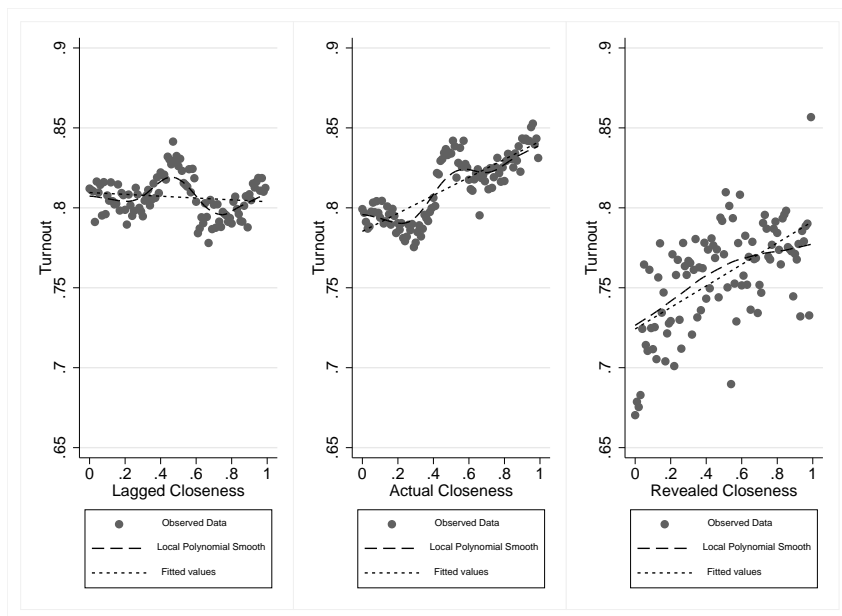 .9
.85
.8
.75
.7
.65
Turnout
0 .2 .4 .6 .8 1
Lagged Closeness
Observed Data
Local Polynomial Smooth
Fitted values
.9
.85
.8
.75
.7
.65
Turnout
0 .2 .4 .6 .8 1
Actual Closeness
Observed Data
Local Polynomial Smooth
Fitted values
.9
.85
.8
.75
.7
.65
Turnout
0 .2 .4 .6 .8 1
Revealed Closeness
Observed Data
Local Polynomial Smooth
Fitted values